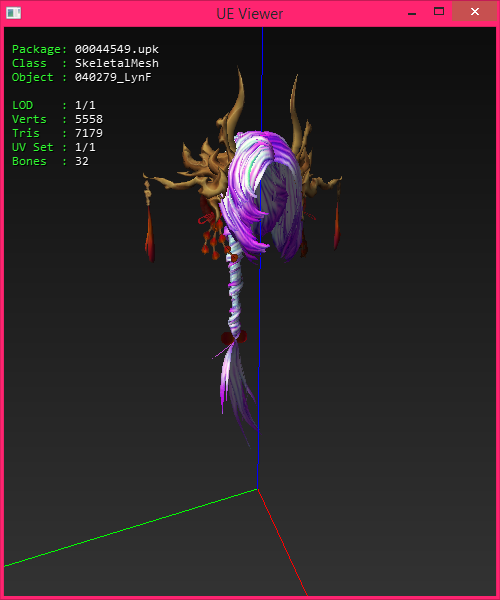 UE Viewer
Package: 00044549.upk
Class  : SkeletalMesh
Object : 040279_LynF
LOD    : 1/1
Verts  : 5558
Tris   : 7179
UV Set : 1/1
Bones  : 32